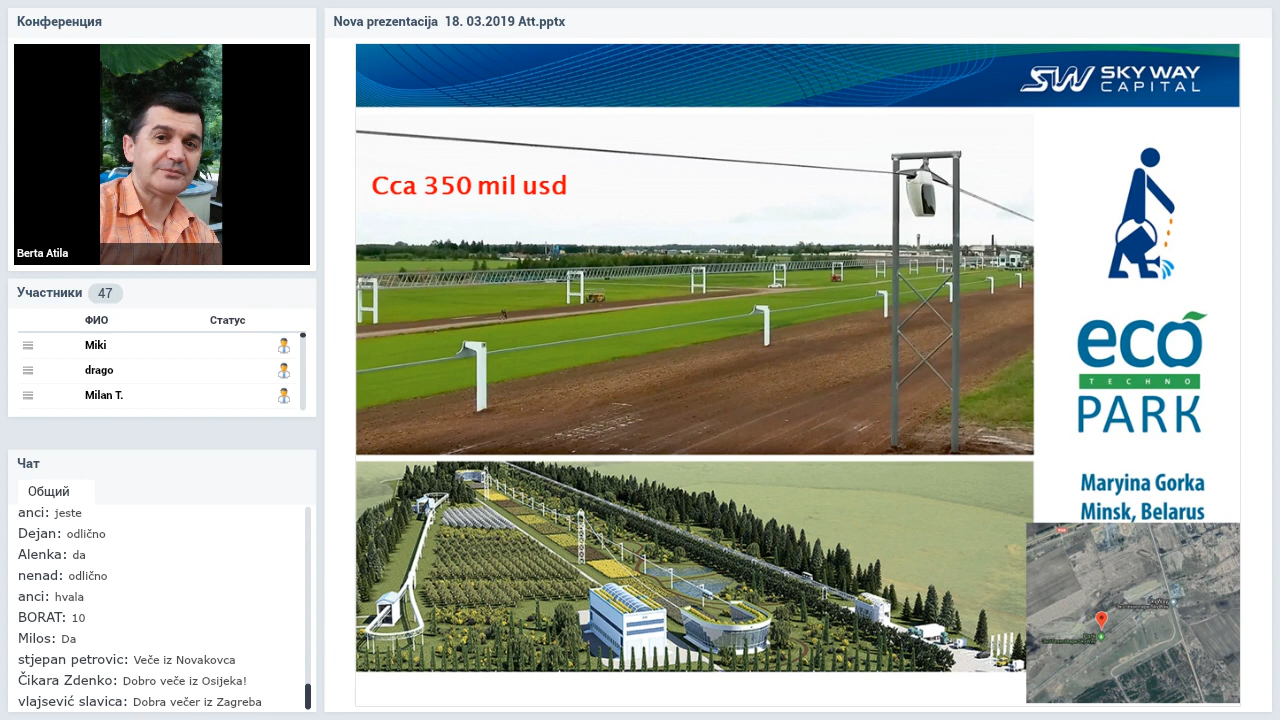 Конференция
Berta Atila
Участники 47
ФИО Статус
Miki
drago
Milan T.
Чат
Общий
anci: jeste
Dejan: odlično
Alenka: da
nenad: odlično
anci: hvala
BORAT: 10
Milos: Da
stjepan petrovic: Veče iz Novakovca
Čikara Zdenko: Dobro veče iz Osijeka!
vlajsević slavica: Dobra večer iz Zagreba
Nova prezentacija 18. 03.2019 Att.pptx
SW SKY WAY
CAPITAL
Cca 350 mil usd
eco
TECHNO
PARK
Maryina Gorka
Minsk, Belarus